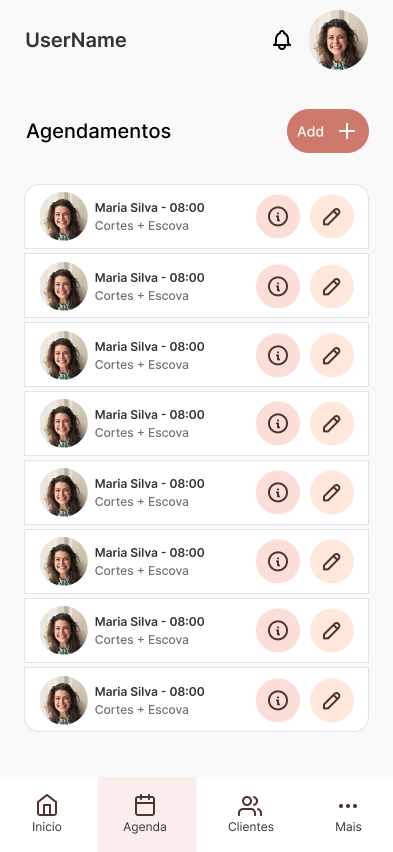 UserName
Agendamentos
Add
Maria Silva - 08:00
Cortes + Escova
Maria Silva - 08:00
Cortes + Escova
Maria Silva - 08:00
Cortes + Escova
Maria Silva - 08:00
Cortes + Escova
Maria Silva - 08:00
Cortes + Escova
Maria Silva - 08:00
Cortes + Escova
Maria Silva - 08:00
Cortes + Escova
Maria Silva - 08:00
Cortes + Escova
Inicio
Agenda
Clientes
Mais